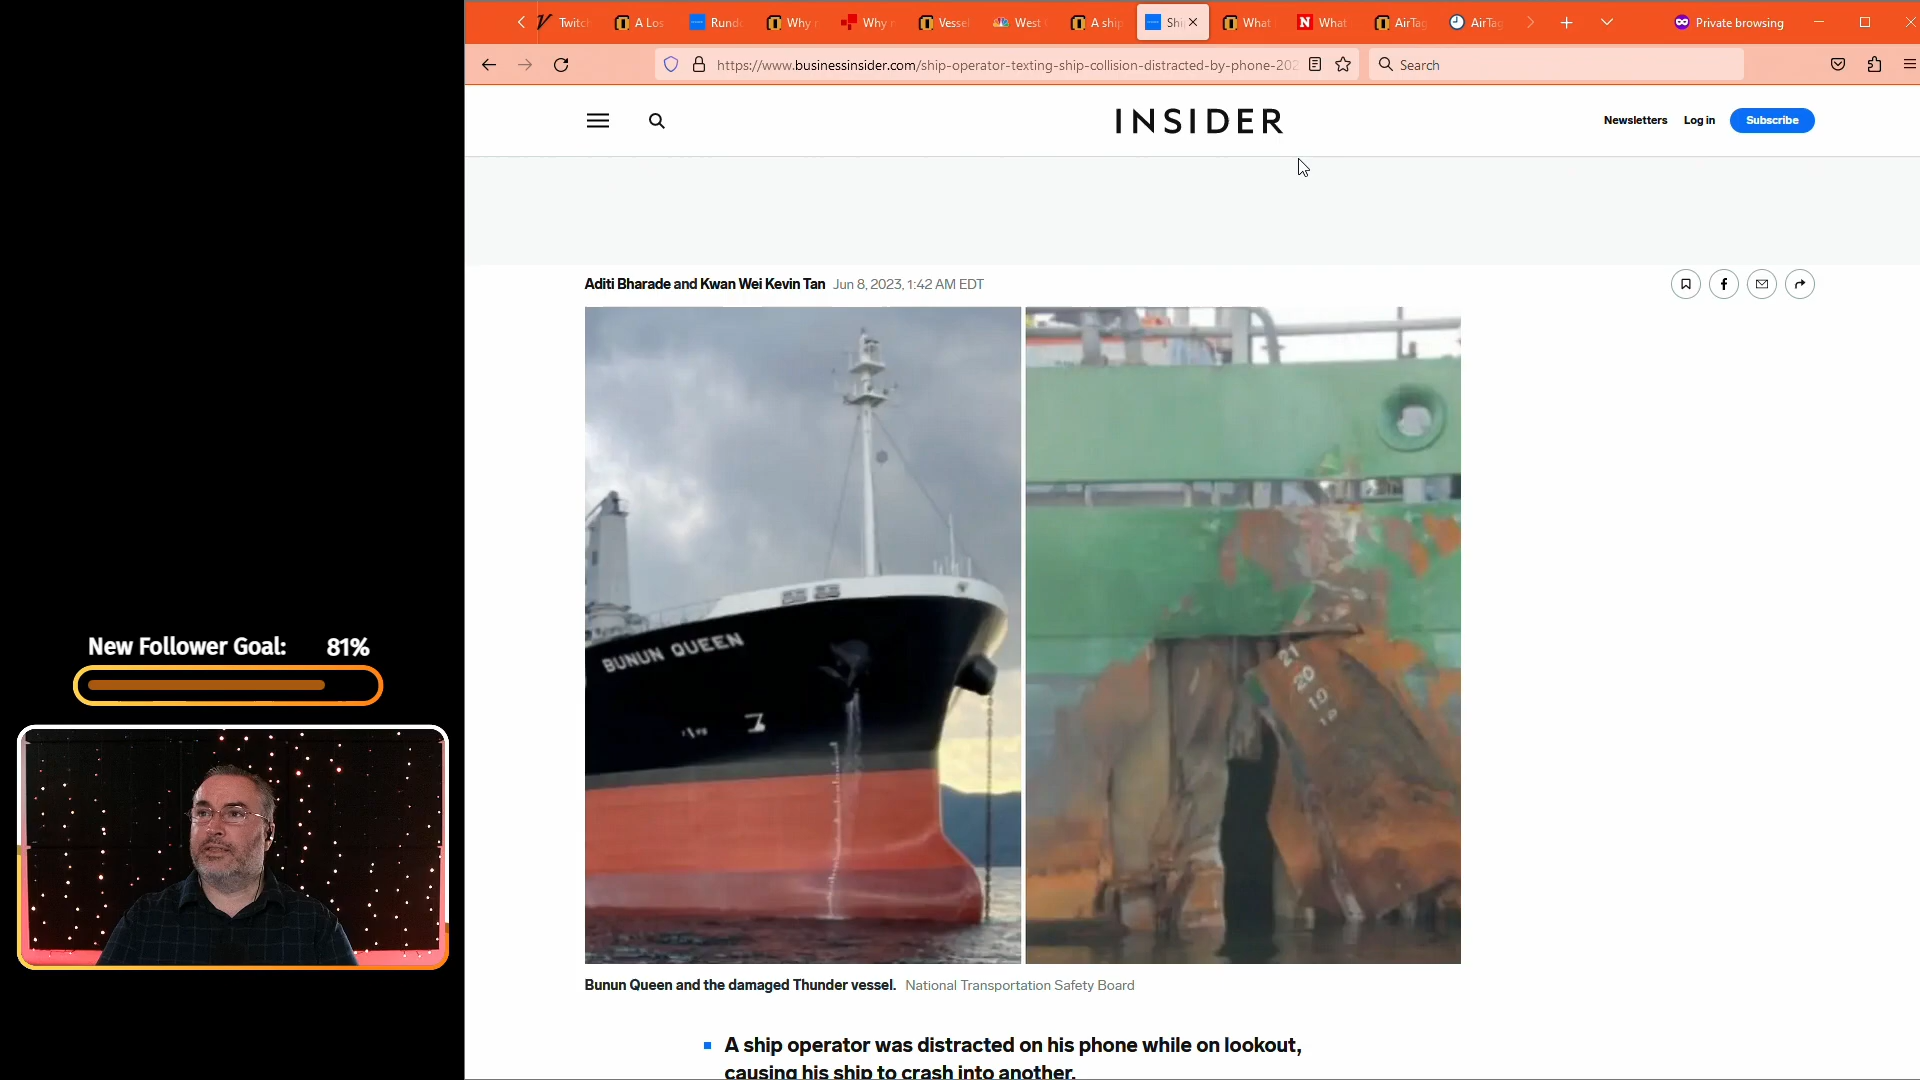 Twitch
A Los
Rund
Why
Why
Vessel
West
A ship
Shi
What
What
AirTag
AirTag
Private browsing
https://www.businessinsider.com/ship-operator-texting-ship-collision-distracted-by-phone-202
Search
INSIDER
Newsletters
Log in
Subscribe
Aditi Bharade and Kwan Wei Kevin Tan Jun 8, 2023, 1:42 AM EDT
BUNUN QUEEN
21
20
19
Bunun Queen and the damaged Thunder vessel. National Transportation Safety Board
A ship operator was distracted on his phone while on lookout,
causing his ship to crash into another.
New Follower Goal: 81%